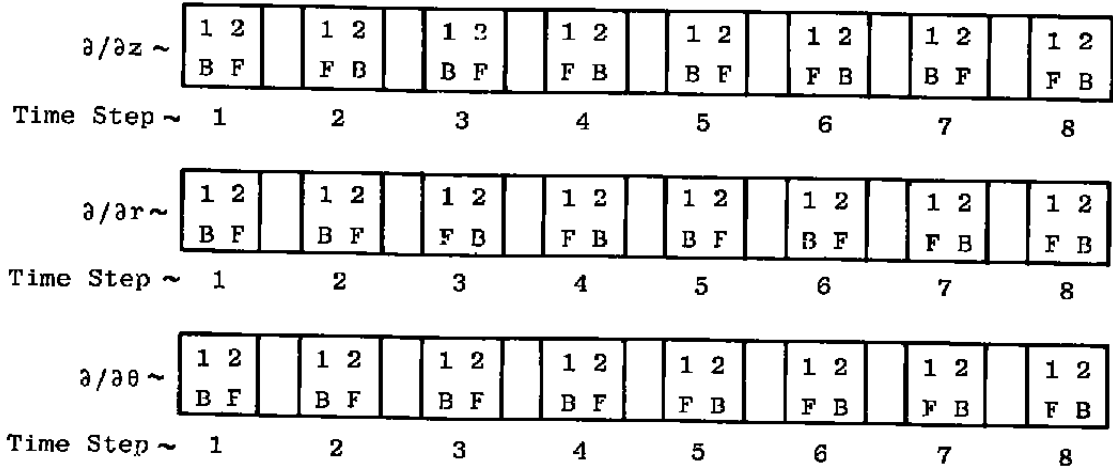 1 2 1 2 1 2 1 2 1 2 1 2 1 2 1 2
∂/∂z ~
B F F B B F F B B F F B B F F B
Time Step ~ 1 2 3 4 5 6 7 8
1 2 1 2 1 2 1 2 1 2 1 2 1 2 1 2
∂/∂r ~
B F B F F B F B B F B F F B F B
Time Step ~ 1 2 3 4 5 6 7 8
1 2 1 2 1 2 1 2 1 2 1 2 1 2 1 2
∂/∂θ ~
B F B F B F B F F B F B F B F B
Time Step ~ 1 2 3 4 5 6 7 8